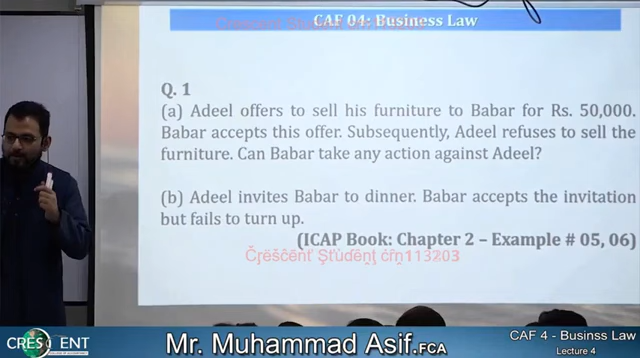 CAF 04: Business Law
Q. 1
(a) Adeel offers to sell his furniture to Babar for Rs. 50,000.
Babar accepts this offer. Subsequently, Adeel refuses to sell the
furniture. Can Babar take any action against Adeel?
(b) Adeel invites Babar to dinner. Babar accepts the invitation
but fails to turn up.
(ICAP Book: Chapter 2 – Example # 05, 06)
CRESCENT
Mr. Muhammad Asif.FCA
CAF 4 - Businss Law
Lecture 4